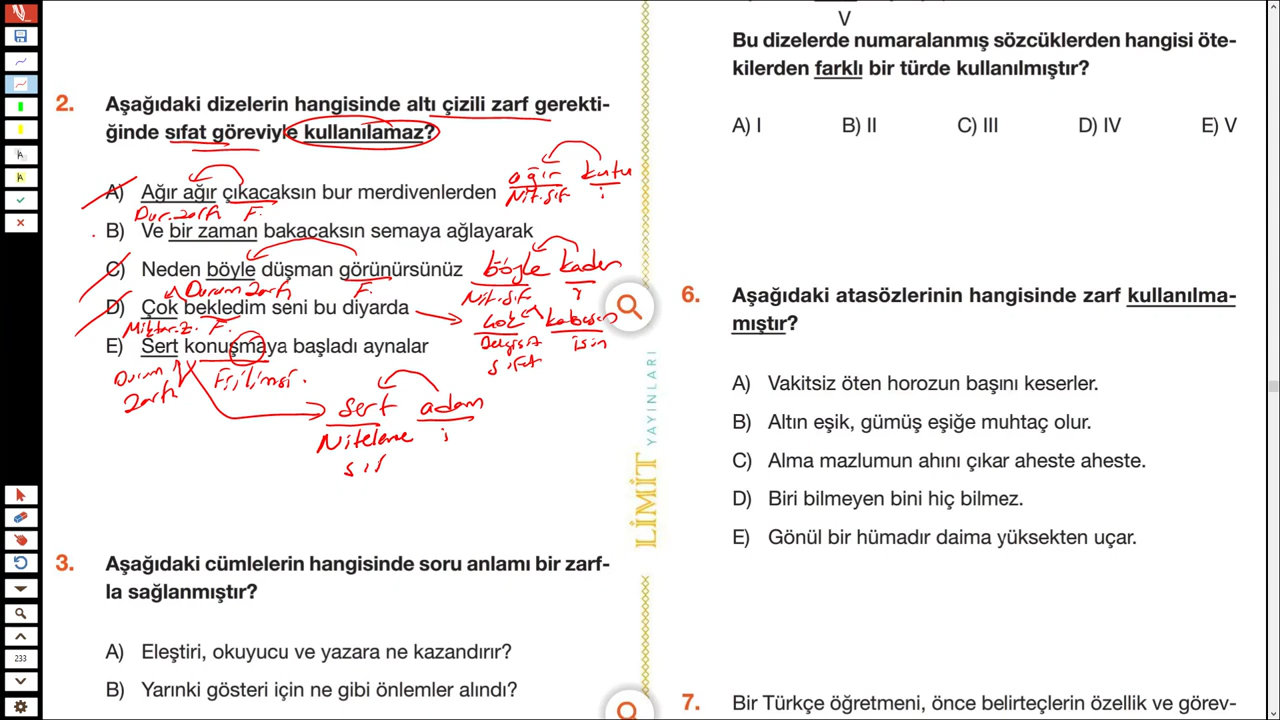 2. Aşağıdaki dizelerin hangisinde altı çizili zarf gerekti-
ğinde sıfat göreviyle kullanılamaz?
A) Ağır ağır çıkacaksın bur merdivenlerden
ağır kutu
Nit.sıf i
Dur.zarfı F.
B) Ve bir zaman bakacaksın semaya ağlayarak
C) Neden böyle düşman görünürsünüz
böyle kader
Nit.sıf i
Durum zarfı F.
D) Çok bekledim seni bu diyarda
Miktar.z. F.
Belgisiz isim
sıfat
E) Sert konuşmaya başladı aynalar
Durum Fiilimsi.
zarfı
sert adam
Niteleme i
sıf
3. Aşağıdaki cümlelerin hangisinde soru anlamı bir zarf-
la sağlanmıştır?
A) Eleştiri, okuyucu ve yazara ne kazandırır?
B) Yarınki gösteri için ne gibi önlemler alındı?
LİMİT YAYINLARI
V
Bu dizelerde numaralanmış sözcüklerden hangisi öte-
kilerden farklı bir türde kullanılmıştır?
A) I B) II C) III D) IV E) V
6. Aşağıdaki atasözlerinin hangisinde zarf kullanılma-
mıştır?
A) Vakitsiz öten horozun başını keserler.
B) Altın eşik, gümüş eşiğe muhtaç olur.
C) Alma mazlumun ahını çıkar aheste aheste.
D) Biri bilmeyen bini hiç bilmez.
E) Gönül bir hümadır daima yüksekten uçar.
7. Bir Türkçe öğretmeni, önce belirteçlerin özellik ve görev-
233